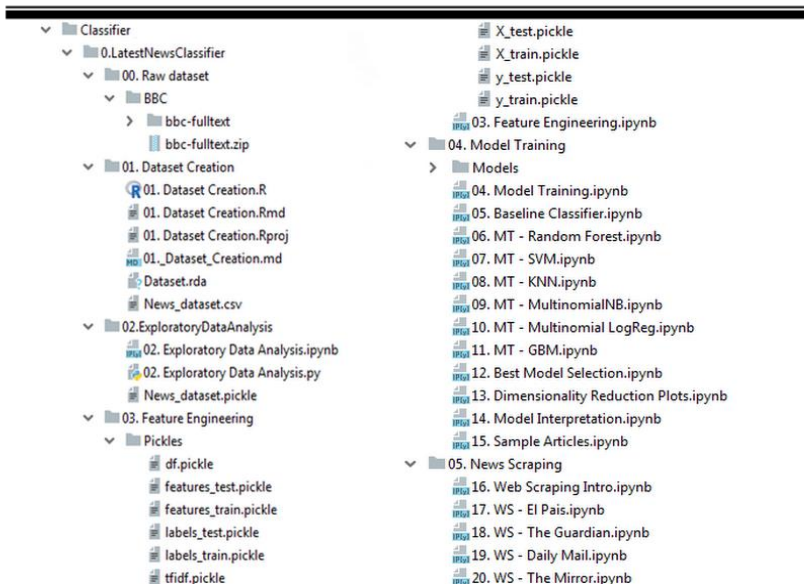 Classifier
0.LatestNewsClassifier
00. Raw dataset
BBC
bbc-fulltext
bbc-fulltext.zip
01. Dataset Creation
01. Dataset Creation.R
01. Dataset Creation.Rmd
01. Dataset Creation.Rproj
01._Dataset_Creation.md
Dataset.rda
News_dataset.csv
02.ExploratoryDataAnalysis
02. Exploratory Data Analysis.ipynb
02. Exploratory Data Analysis.py
News_dataset.pickle
03. Feature Engineering
Pickles
df.pickle
features_test.pickle
features_train.pickle
labels_test.pickle
labels_train.pickle
tfidf.pickle
X_test.pickle
X_train.pickle
y_test.pickle
y_train.pickle
03. Feature Engineering.ipynb
04. Model Training
Models
04. Model Training.ipynb
05. Baseline Classifier.ipynb
06. MT - Random Forest.ipynb
07. MT - SVM.ipynb
08. MT - KNN.ipynb
09. MT - MultinomialNB.ipynb
10. MT - Multinomial LogReg.ipynb
11. MT - GBM.ipynb
12. Best Model Selection.ipynb
13. Dimensionality Reduction Plots.ipynb
14. Model Interpretation.ipynb
15. Sample Articles.ipynb
05. News Scraping
16. Web Scraping Intro.ipynb
17. WS - El Pais.ipynb
18. WS - The Guardian.ipynb
19. WS - Daily Mail.ipynb
20. WS - The Mirror.ipynb